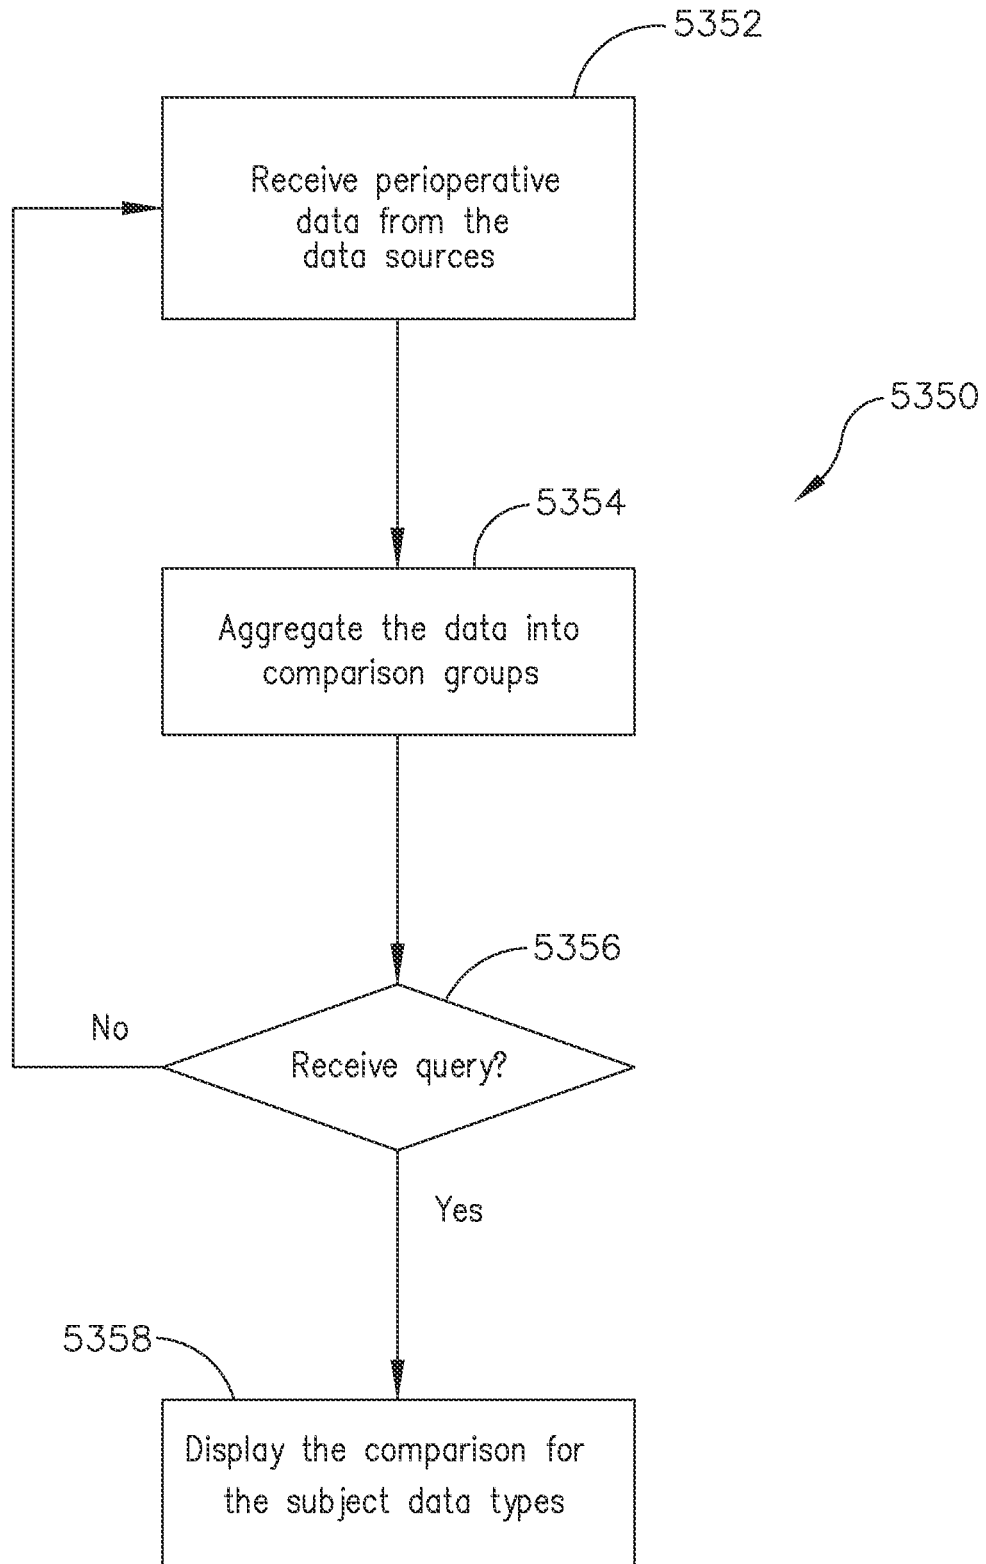 5352
Receive perioperative
data from the
data sources
5350
5354
Aggregate the data into
comparison groups
5356
No
Receive query?
Yes
5358
Display the comparison for
the subject data types